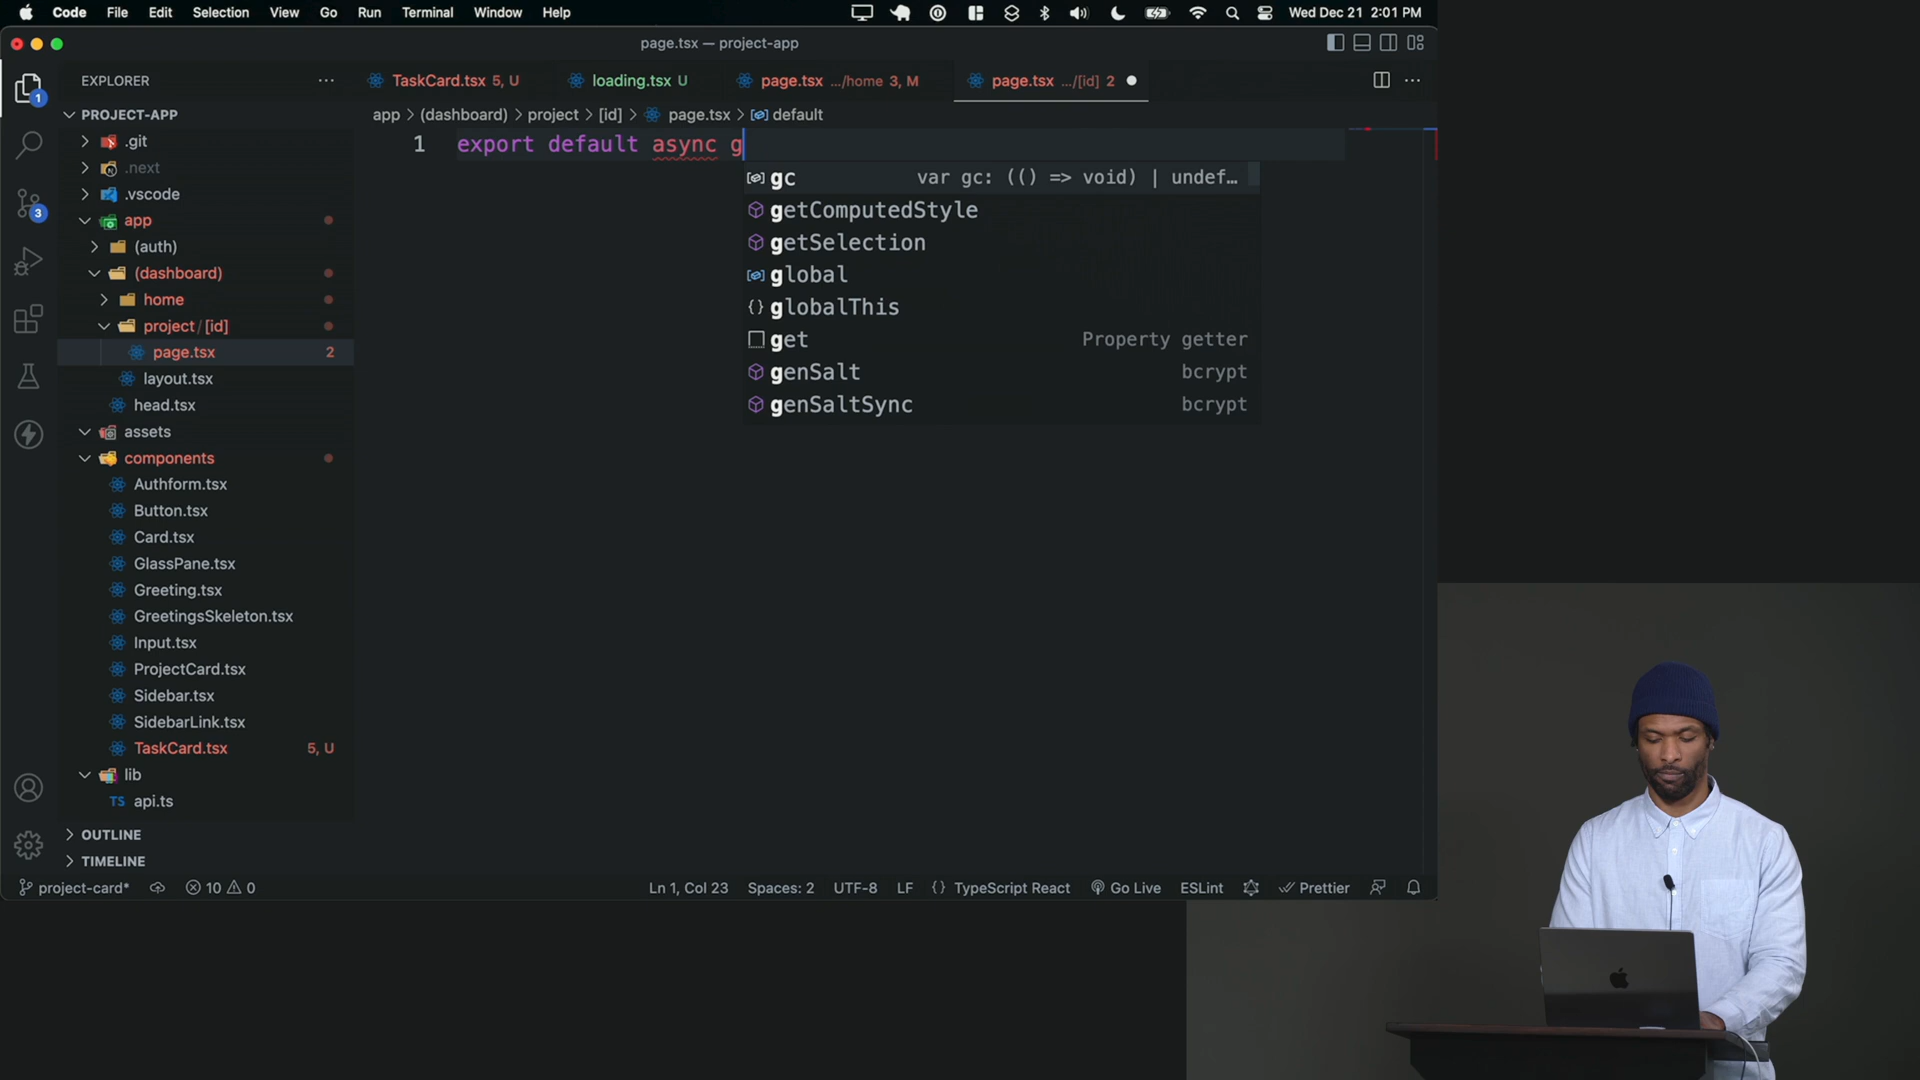 Code File Edit Selection View Go Run Terminal Window Help Wed Dec 21 2:01 PM
page.tsx — project-app
EXPLORER
TaskCard.tsx 5, U
loading.tsx U
page.tsx .../home 3, M
page.tsx .../[id] 2
app > (dashboard) > project > [id] > page.tsx > default
PROJECT-APP
.git
.next
.vscode
app
(auth)
(dashboard)
home
project / [id]
page.tsx 2
layout.tsx
head.tsx
assets
components
Authform.tsx
Button.tsx
Card.tsx
GlassPane.tsx
Greeting.tsx
GreetingsSkeleton.tsx
Input.tsx
ProjectCard.tsx
Sidebar.tsx
SidebarLink.tsx
TaskCard.tsx 5, U
lib
TS api.ts
OUTLINE
TIMELINE
1
3
1 export default async g
gc var gc: (() => void) | undef…
getComputedStyle
getSelection
global
globalThis
get Property getter
genSalt bcrypt
genSaltSync bcrypt
project-card* 10 0 Ln 1, Col 23 Spaces: 2 UTF-8 LF {} TypeScript React Go Live ESLint Prettier